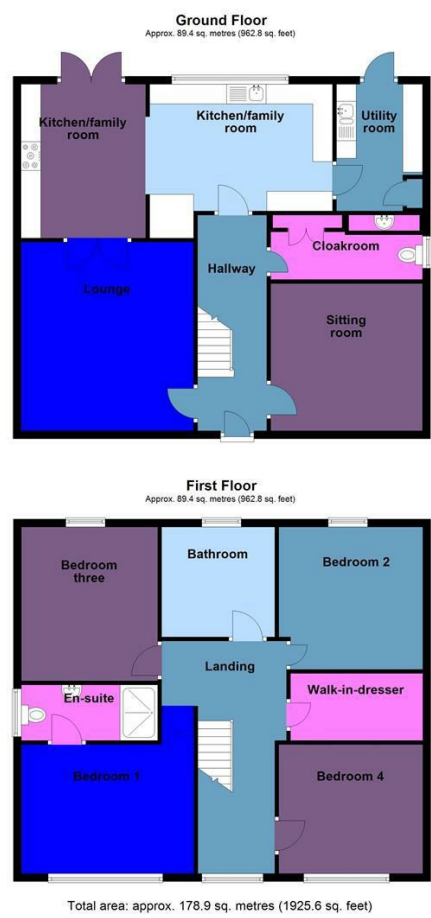 Ground Floor
Approx. 89.4 sq. metres (962.8 sq. feet)
Kitchen/family
room
Kitchen/family
room
Utility
room
Cloakroom
Hallway
Lounge
Sitting
room
First Floor
Approx. 89.4 sq. metres (962.8 sq. feet)
Bedroom
three
Bathroom
Bedroom 2
Landing
En-suite
Walk-in-dresser
Bedroom 1
Bedroom 4
Total area: approx. 178.9 sq. metres (1925.6 sq. feet)